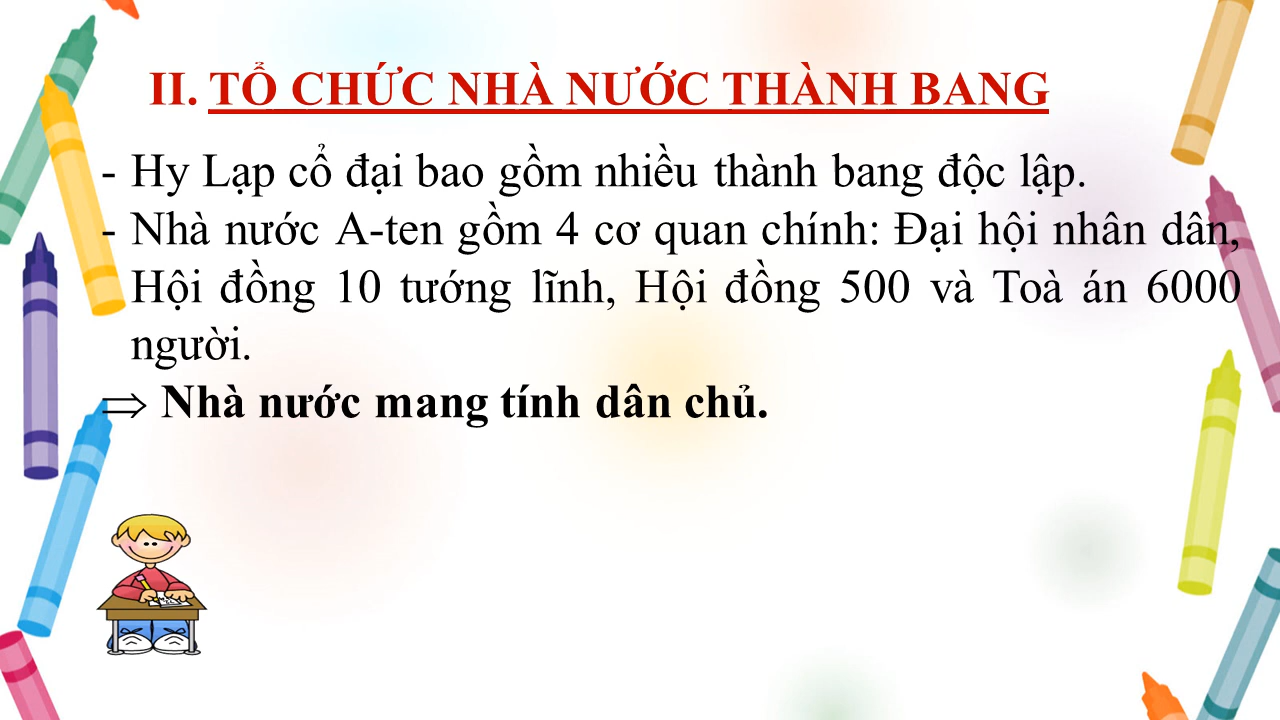 II. TỔ CHỨC NHÀ NƯỚC THÀNH BANG
- Hy Lạp cổ đại bao gồm nhiều thành bang độc lập.
- Nhà nước A-ten gồm 4 cơ quan chính: Đại hội nhân dân,
Hội đồng 10 tướng lĩnh, Hội đồng 500 và Toà án 6000
người.
⇒ Nhà nước mang tính dân chủ.